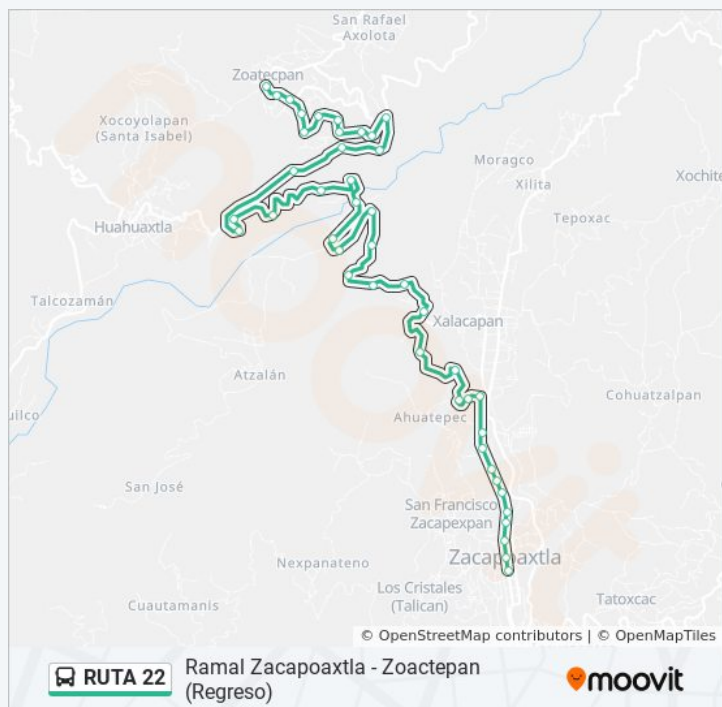 San Rafael
Axolota
Zoatecpan
Xocoyolapan
(Santa Isabel)
Moragco
Xilita
Xochite
Tepoxac
Huahuaxtla
Talcozamán
Xalacapan
Atzalán
Cohuatzalpan
uilco
Ahuatepec
San José
San Francisco
Zacapexpan
Zacapoaxtla
Nexpanateno
Los Cristales
(Talican)
Cuautamanis
Tatoxcac
© OpenStreetMap contributors | © OpenMapTiles
RUTA 22
Ramal Zacapoaxtla - Zoactepan
(Regreso)
moovit
moovit